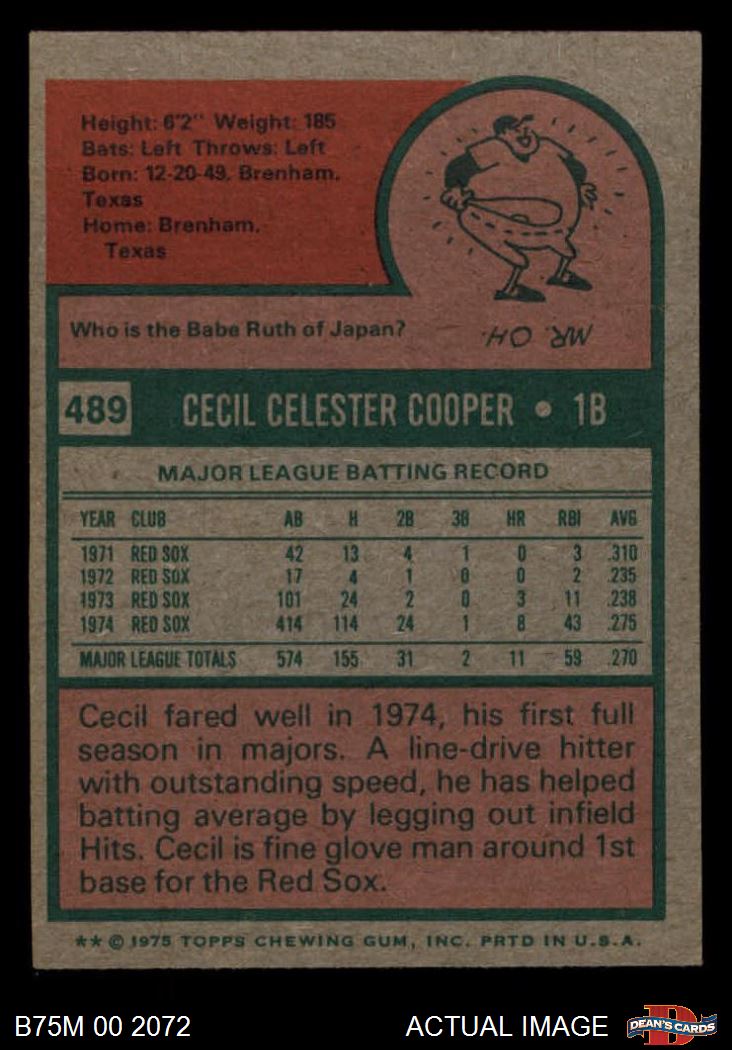 Height: 6'2" Weight: 185
Bats: Left Throws: Left
Born: 12-20-49, Brenham,
Texas
Home: Brenham,
Texas
Who is the Babe Ruth of Japan?
MR. OH.
489 CECIL CELESTER COOPER • 1B
MAJOR LEAGUE BATTING RECORD
YEAR CLUB AB H 2B 3B HR RBI AVG
1971 RED SOX 42 13 4 1 0 3 .310
1972 RED SOX 17 4 1 0 0 2 .235
1973 RED SOX 101 24 2 0 3 11 .238
1974 RED SOX 414 114 24 1 8 43 .275
MAJOR LEAGUE TOTALS 574 155 31 2 11 59 .270
Cecil fared well in 1974, his first full
season in majors. A line-drive hitter
with outstanding speed, he has helped
batting average by legging out infield
Hits. Cecil is fine glove man around 1st
base for the Red Sox.
** © 1975 TOPPS CHEWING GUM, INC. PRTD IN U.S.A.
B75M 00 2072 ACTUAL IMAGE D DEAN'S CARDS